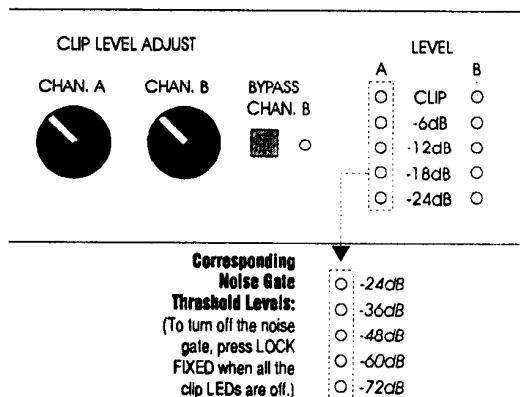 CLIP LEVEL ADJUST
LEVEL
A B
CHAN. A CHAN. B BYPASS
CHAN. B
CLIP
-6dB
-12dB
-18dB
-24dB
Corresponding
Noise Gate
Threshold Levels:
(To turn off the noise
gate, press LOCK
FIXED when all the
clip LEDs are off.)
-24dB
-36dB
-48dB
-60dB
-72dB